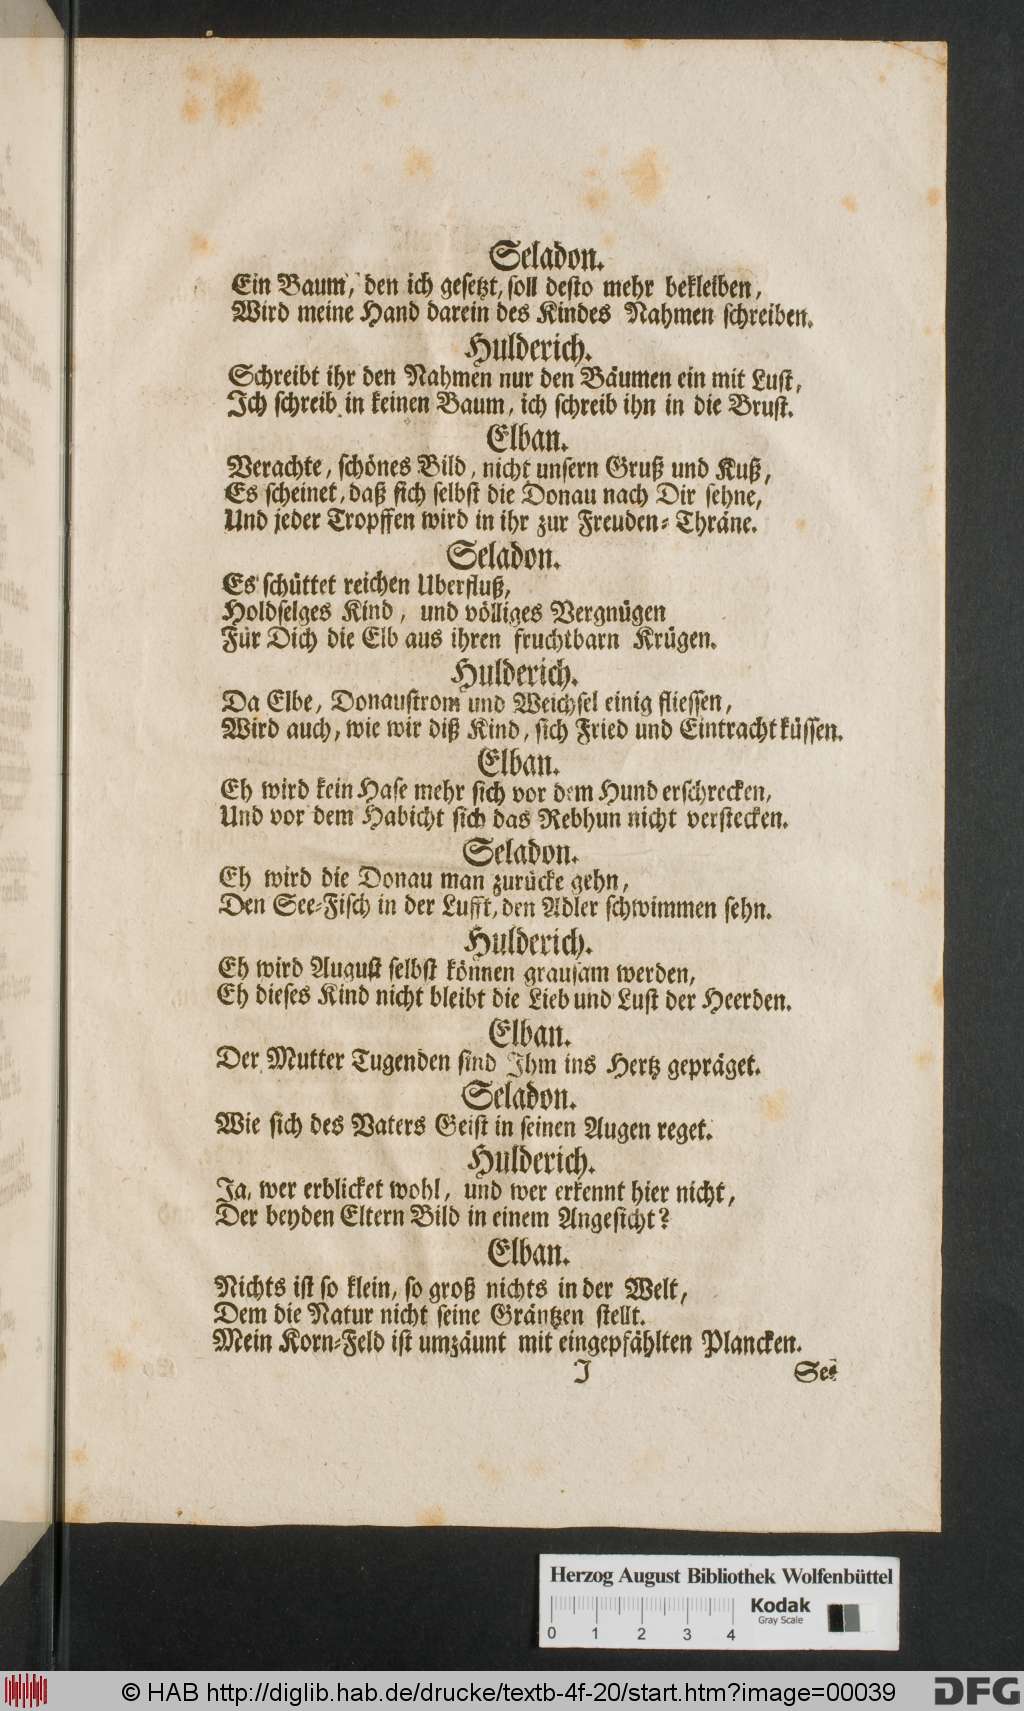 Seladon.
Ein Baum, den ich gesetzt, soll desto mehr bekleiben,
Wird meine Hand darein des Kindes Nahmen schreiben.
Hulderich.
Schreibt ihr den Nahmen nur den Bäumen ein mit Lust,
Ich schreib in keinen Baum, ich schreib ihn in die Brust.
Elban.
Verachte, schönes Bild, nicht unsern Gruß und Kuß,
Es scheinet, daß sich selbst die Donau nach Dir sehne,
Und jeder Tropffen wird in ihr zur Freuden-Thräne.
Seladon.
Es schüttet reichen Uberfluß,
Holdselges Kind, und völliges Vergnügen
Für Dich die Elb aus ihren fruchtbarn Krügen.
Hulderich.
Da Elbe, Donaustrom und Weichsel einig fliessen,
Wird auch, wie wir diß Kind, sich Fried und Eintracht küssen.
Elban.
Eh wird kein Hase mehr sich vor dem Hund erschrecken,
Und vor dem Habicht sich das Rebhun nicht verstecken.
Seladon.
Eh wird die Donau man zurücke gehn,
Den See-Fisch in der Lufft, den Adler schwimmen sehn.
Hulderich.
Eh wird August selbst können grausam werden,
Eh dieses Kind nicht bleibt die Lieb und Lust der Heerden.
Elban.
Der Mutter Tugenden sind Ihm ins Hertz gepräget.
Seladon.
Wie sich des Vaters Geist in seinen Augen reget.
Hulderich.
Ja, wer erblicket wohl, und wer erkennt hier nicht,
Der beyden Eltern Bild in einem Angesicht?
Elban.
Nichts ist so klein, so groß nichts in der Welt,
Dem die Natur nicht seine Gräntzen stellt.
Mein Korn-Feld ist umzäunt mit eingepfählten Plancken.
J Se-
Herzog August Bibliothek Wolfenbüttel
Kodak
Gray Scale
0 1 2 3 4
© HAB http://diglib.hab.de/drucke/textb-4f-20/start.htm?image=00039
DFG